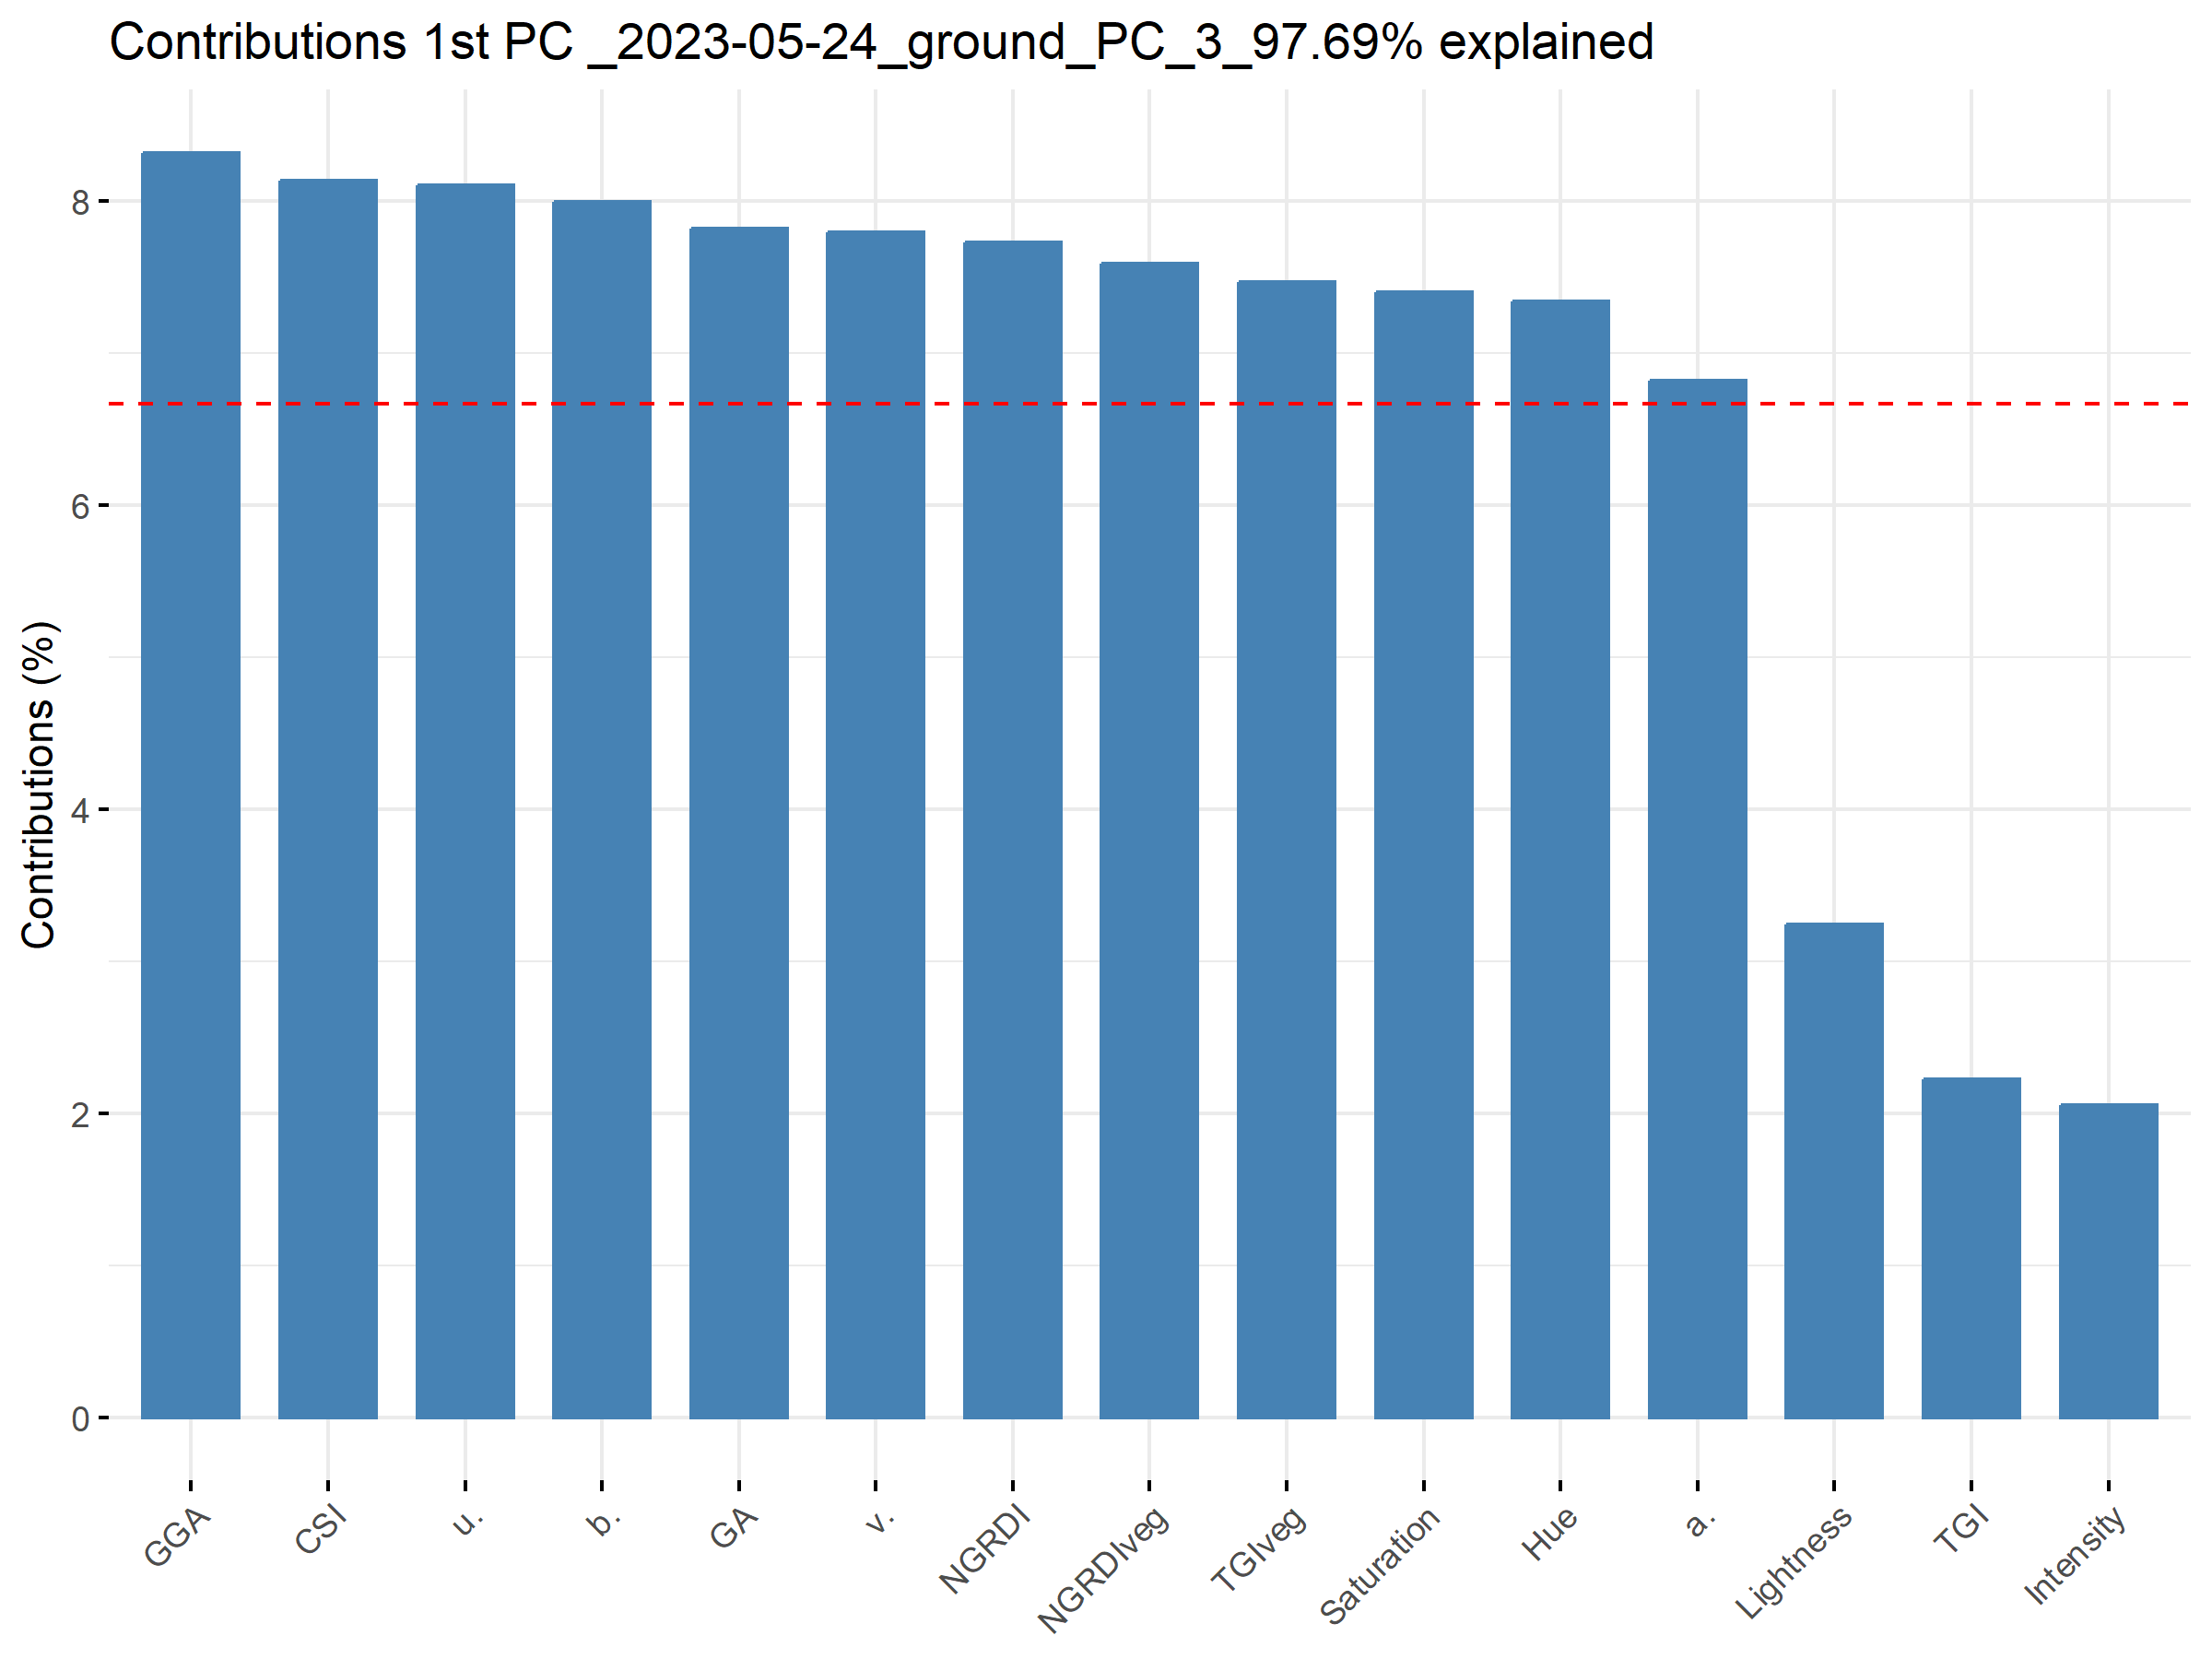 Contributions 1st PC _2023-05-24_ground_PC_3_97.69% explained
Contributions (%)
8
6
4
2
0
GGA
CSI
u.
b.
GA
v.
NGRDI
NGRDIveg
TGIveg
Saturation
Hue
a.
Lightness
TGI
Intensity